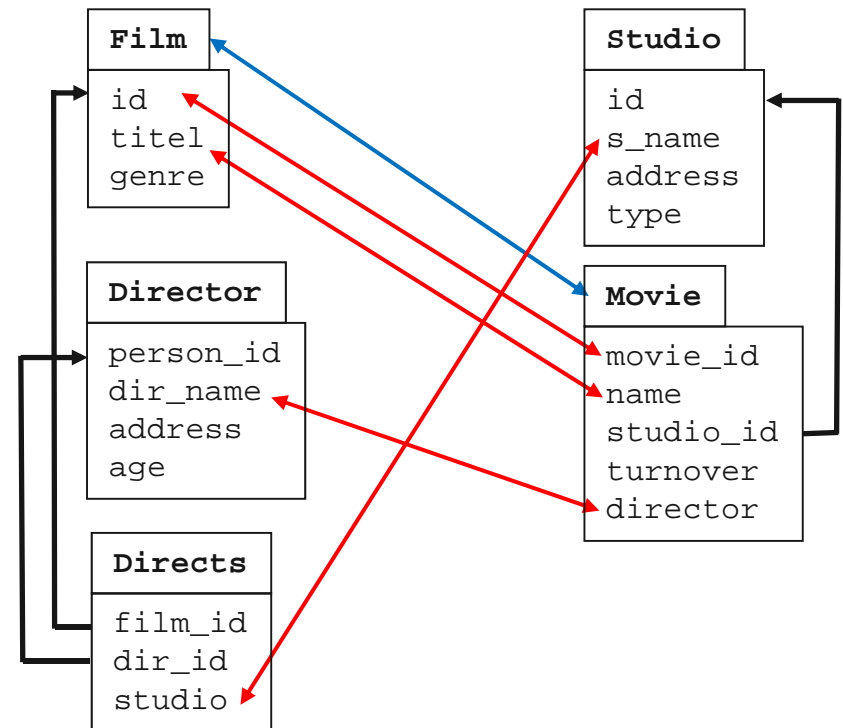 Film
id
titel
genre
Director
person_id
dir_name
address
age
Directs
film_id
dir_id
studio
Studio
id
s_name
address
type
Movie
movie_id
name
studio_id
turnover
director